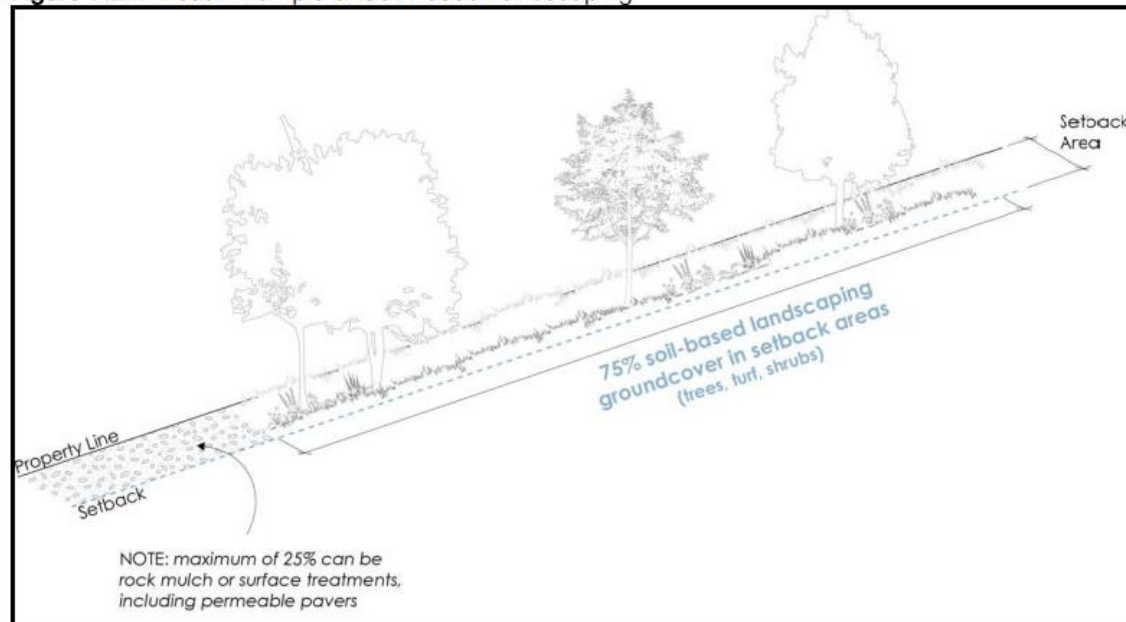 Setback
Area
75% soil-based landscaping
groundcover in setback areas
(trees, turf, shrubs)
Property Line
Setback
NOTE: maximum of 25% can be
rock mulch or surface treatments,
including permeable pavers